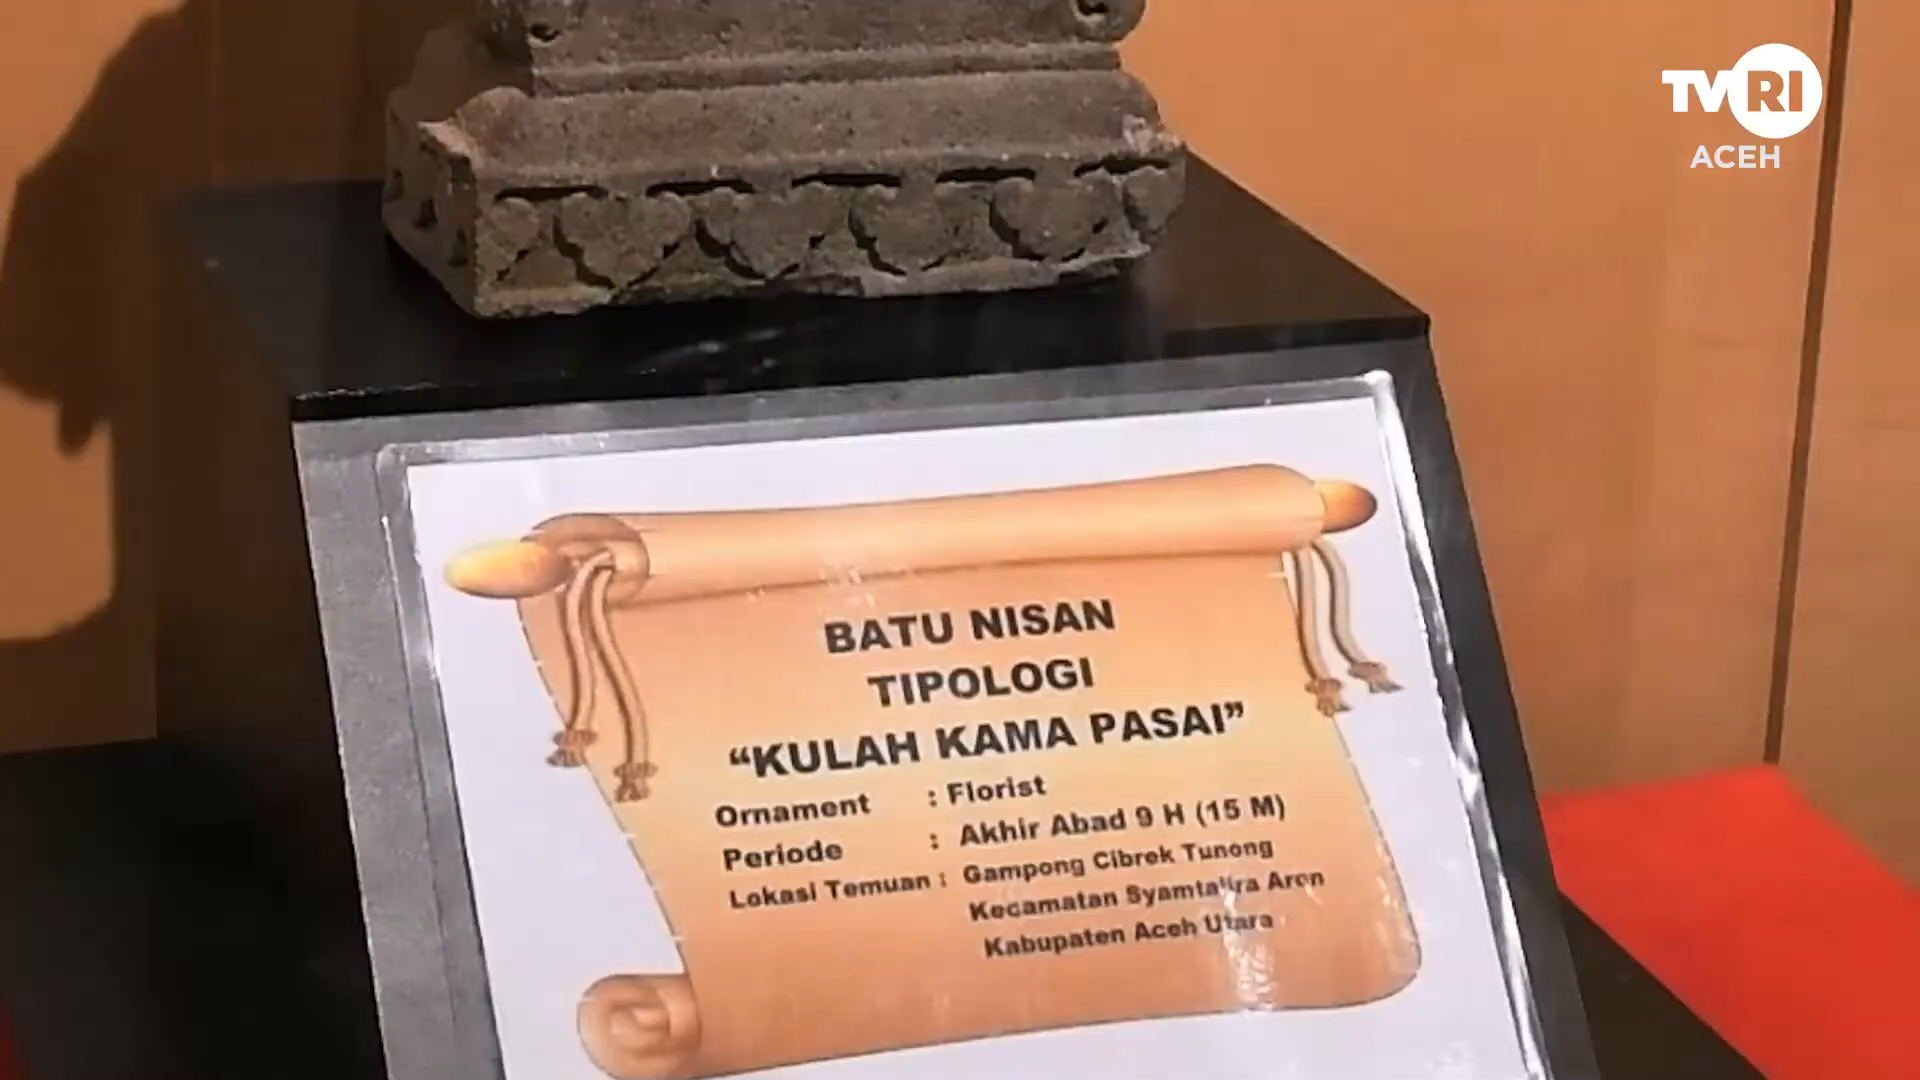 TVRI
ACEH
BATU NISAN
TIPOLOGI
“KULAH KAMA PASAI”
Ornament : Florist
Periode : Akhir Abad 9 H (15 M)
Lokasi Temuan : Gampong Cibrek Tunong
Kecamatan Syamtalira Aron
Kabupaten Aceh Utara